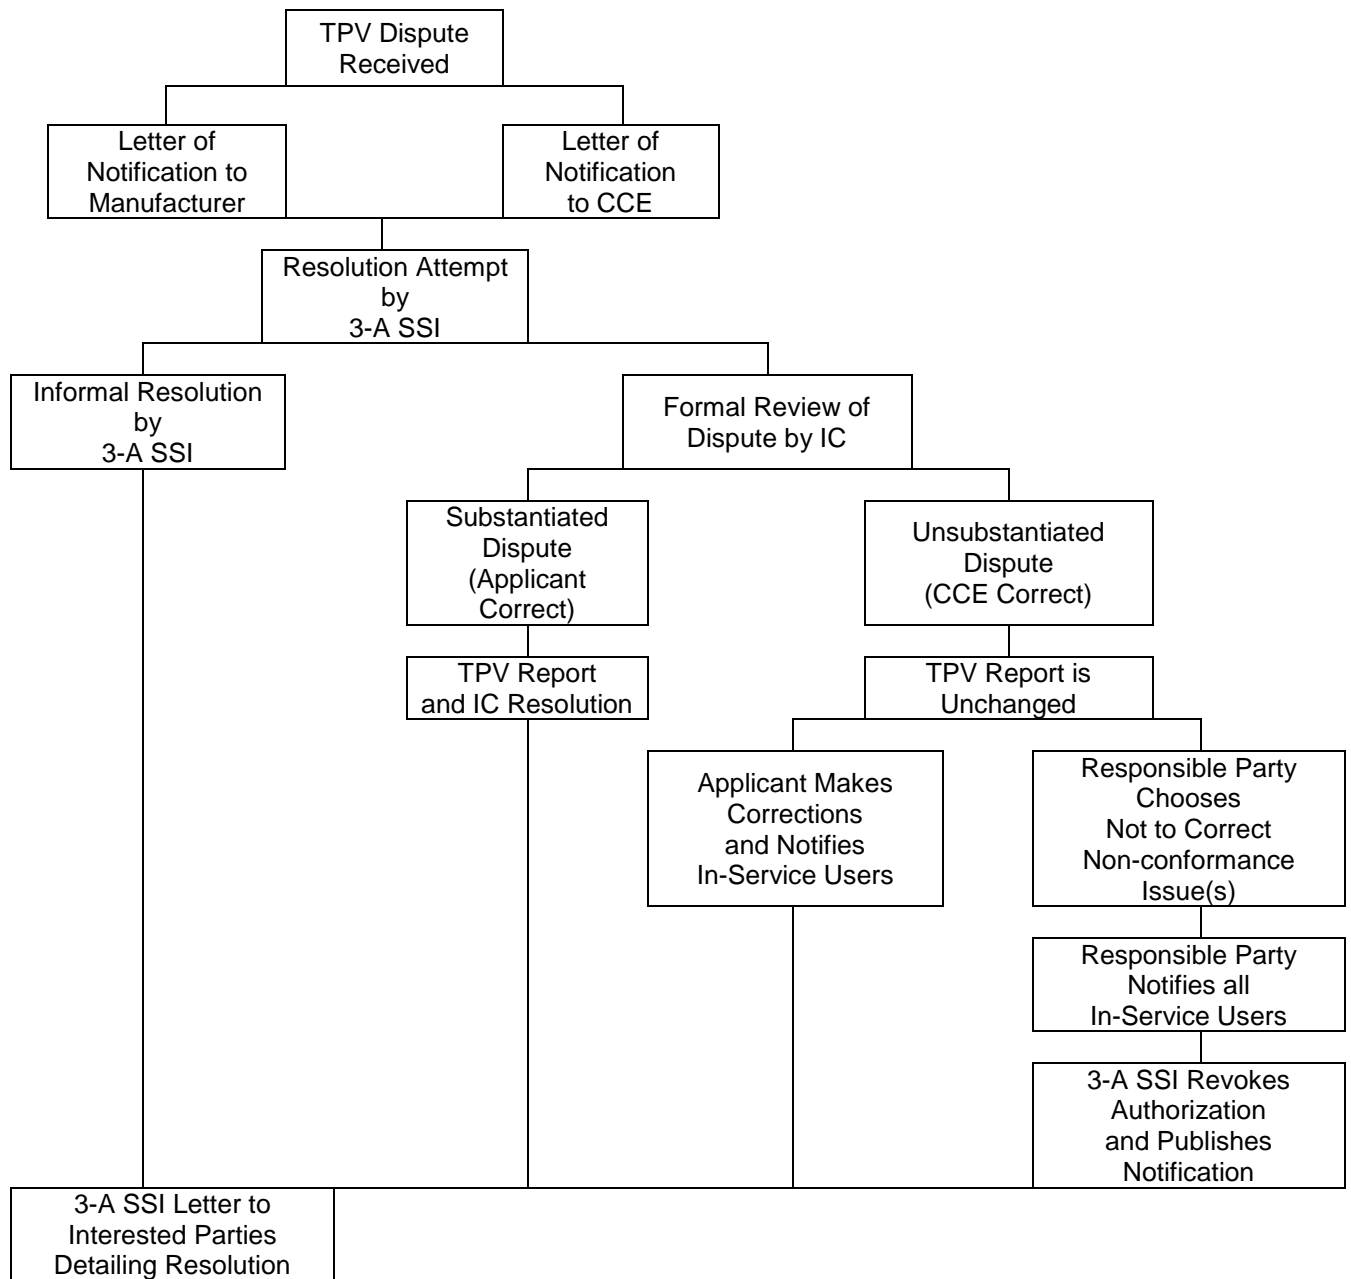 TPV Dispute
Received
Letter of
Notification to
Manufacturer
Letter of
Notification
to CCE
Resolution Attempt
by
3-A SSI
Informal Resolution
by
3-A SSI
Formal Review of
Dispute by IC
Substantiated
Dispute
(Applicant
Correct)
Unsubstantiated
Dispute
(CCE Correct)
TPV Report
and IC Resolution
TPV Report is
Unchanged
Applicant Makes
Corrections
and Notifies
In-Service Users
Responsible Party
Chooses
Not to Correct
Non-conformance
Issue(s)
Responsible Party
Notifies all
In-Service Users
3-A SSI Revokes
Authorization
and Publishes
Notification
3-A SSI Letter to
Interested Parties
Detailing Resolution